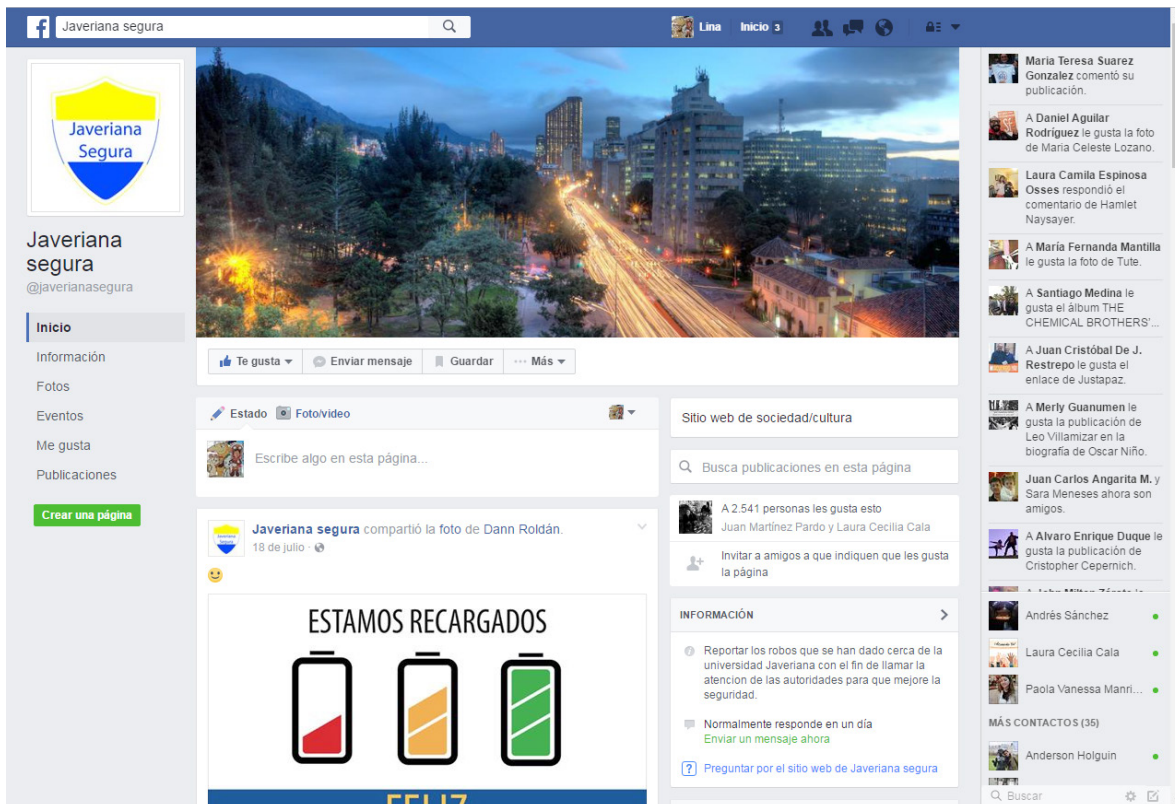 Javeriana segura
Lina
Inicio 3
Javeriana
Segura
Javeriana
segura
@javerianasegura
Inicio
Información
Fotos
Eventos
Me gusta
Publicaciones
Crear una página
Te gusta
Enviar mensaje
Guardar
Más
Estado
Foto/video
Escribe algo en esta página...
Javeriana segura compartió la foto de Dann Roldán.
18 de julio
ESTAMOS RECARGADOS
FELIZ
Sitio web de sociedad/cultura
Busca publicaciones en esta página
A 2.541 personas les gusta esto
Juan Martínez Pardo y Laura Cecilia Cala
Invitar a amigos a que indiquen que les gusta
la página
INFORMACIÓN
Reportar los robos que se han dado cerca de la
universidad Javeriana con el fin de llamar la
atencion de las autoridades para que mejore la
seguridad.
Normalmente responde en un día
Enviar un mensaje ahora
? Preguntar por el sitio web de Javeriana segura
Maria Teresa Suarez
Gonzalez comentó su
publicación.
A Daniel Aguilar
Rodríguez le gusta la foto
de Maria Celeste Lozano.
Laura Camila Espinosa
Osses respondió el
comentario de Hamlet
Naysayer.
A María Fernanda Mantilla
le gusta la foto de Tute.
A Santiago Medina le
gusta el álbum THE
CHEMICAL BROTHERS'...
A Juan Cristóbal De J.
Restrepo le gusta el
enlace de Justapaz.
A Merly Guanumen le
gusta la publicación de
Leo Villamizar en la
biografía de Oscar Niño.
Juan Carlos Angarita M. y
Sara Meneses ahora son
amigos.
A Alvaro Enrique Duque le
gusta la publicación de
Cristopher Cepernich.
Andrés Sánchez
Laura Cecilia Cala
Paola Vanessa Manri...
MÁS CONTACTOS (35)
Anderson Holguin
Buscar